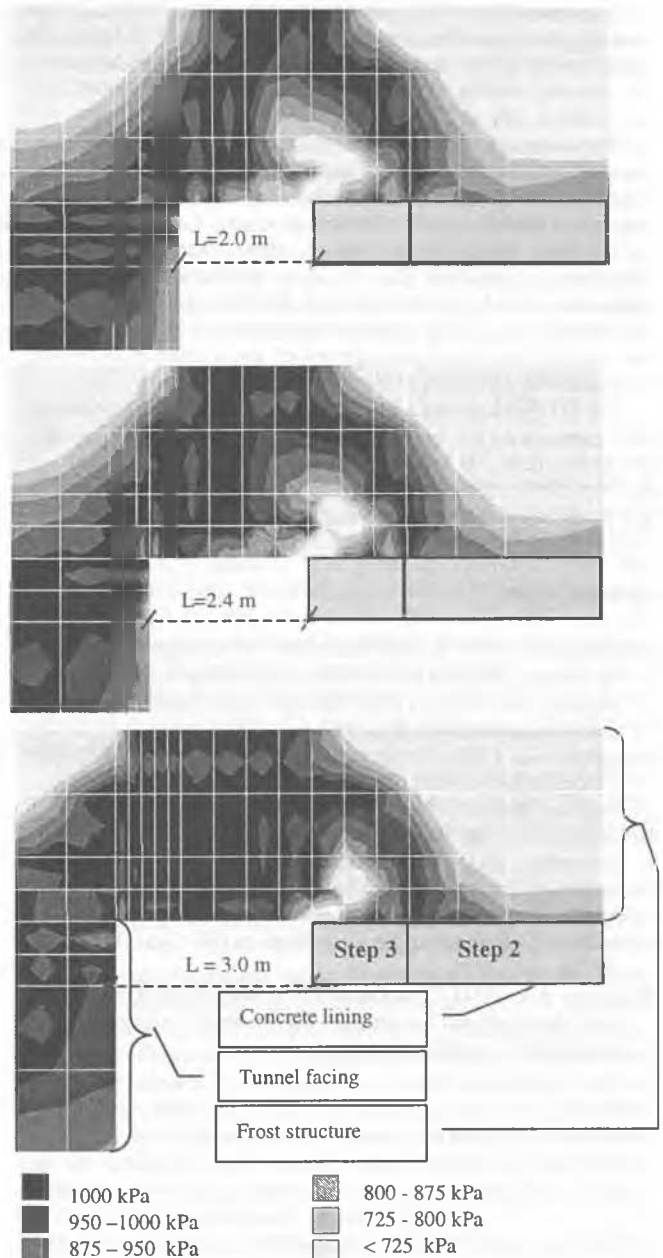 L=2.0 m
L=2.4 m
Step 3
Step 2
L = 3.0 m
Concrete lining
Tunnel facing
Frost structure
1000 kPa
950 –1000 kPa
875 – 950 kPa
800 - 875 kPa
725 - 800 kPa
< 725 kPa